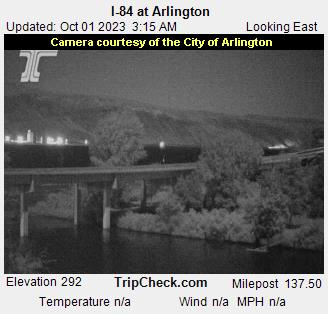 I-84 at Arlington
Updated: Oct 01 2023 3:15 AM Looking East
Camera courtesy of the City of Arlington
Elevation 292 TripCheck.com Milepost 137.50
Temperature n/a Wind n/a MPH n/a